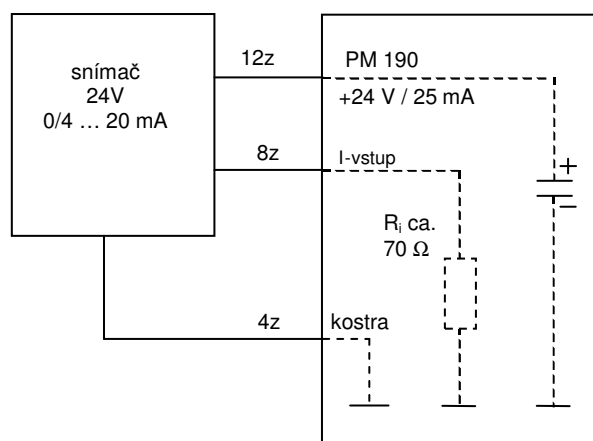 snímač
24V
0/4 … 20 mA
12z
PM 190
+24 V / 25 mA
8z
I-vstup
+
–
Ri ca.
70 Ω
4z
kostra